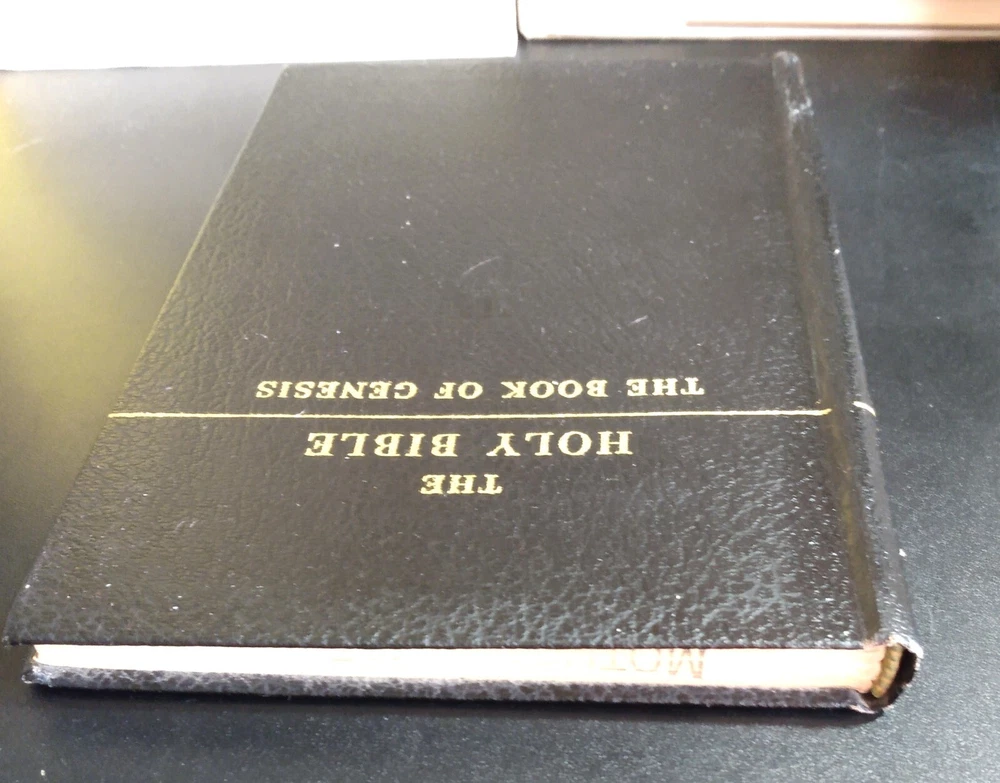 THE
HOLY BIBLE
THE BOOK OF GENESIS